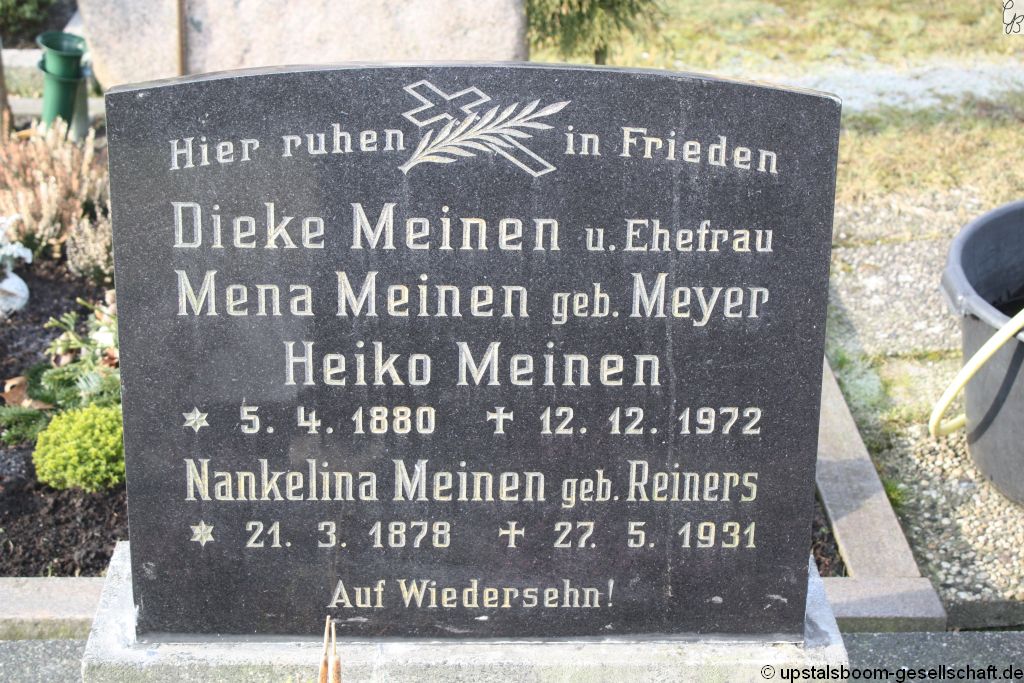 Hier ruhen in Frieden
Dieke Meinen u. Ehefrau
Mena Meinen geb. Meyer
Heiko Meinen
* 5. 4. 1880 ✝ 12. 12. 1972
Nankelina Meinen geb. Reiners
* 21. 3. 1878 ✝ 27. 5. 1931
Auf Wiedersehn!
© upstalsboom-gesellschaft.de